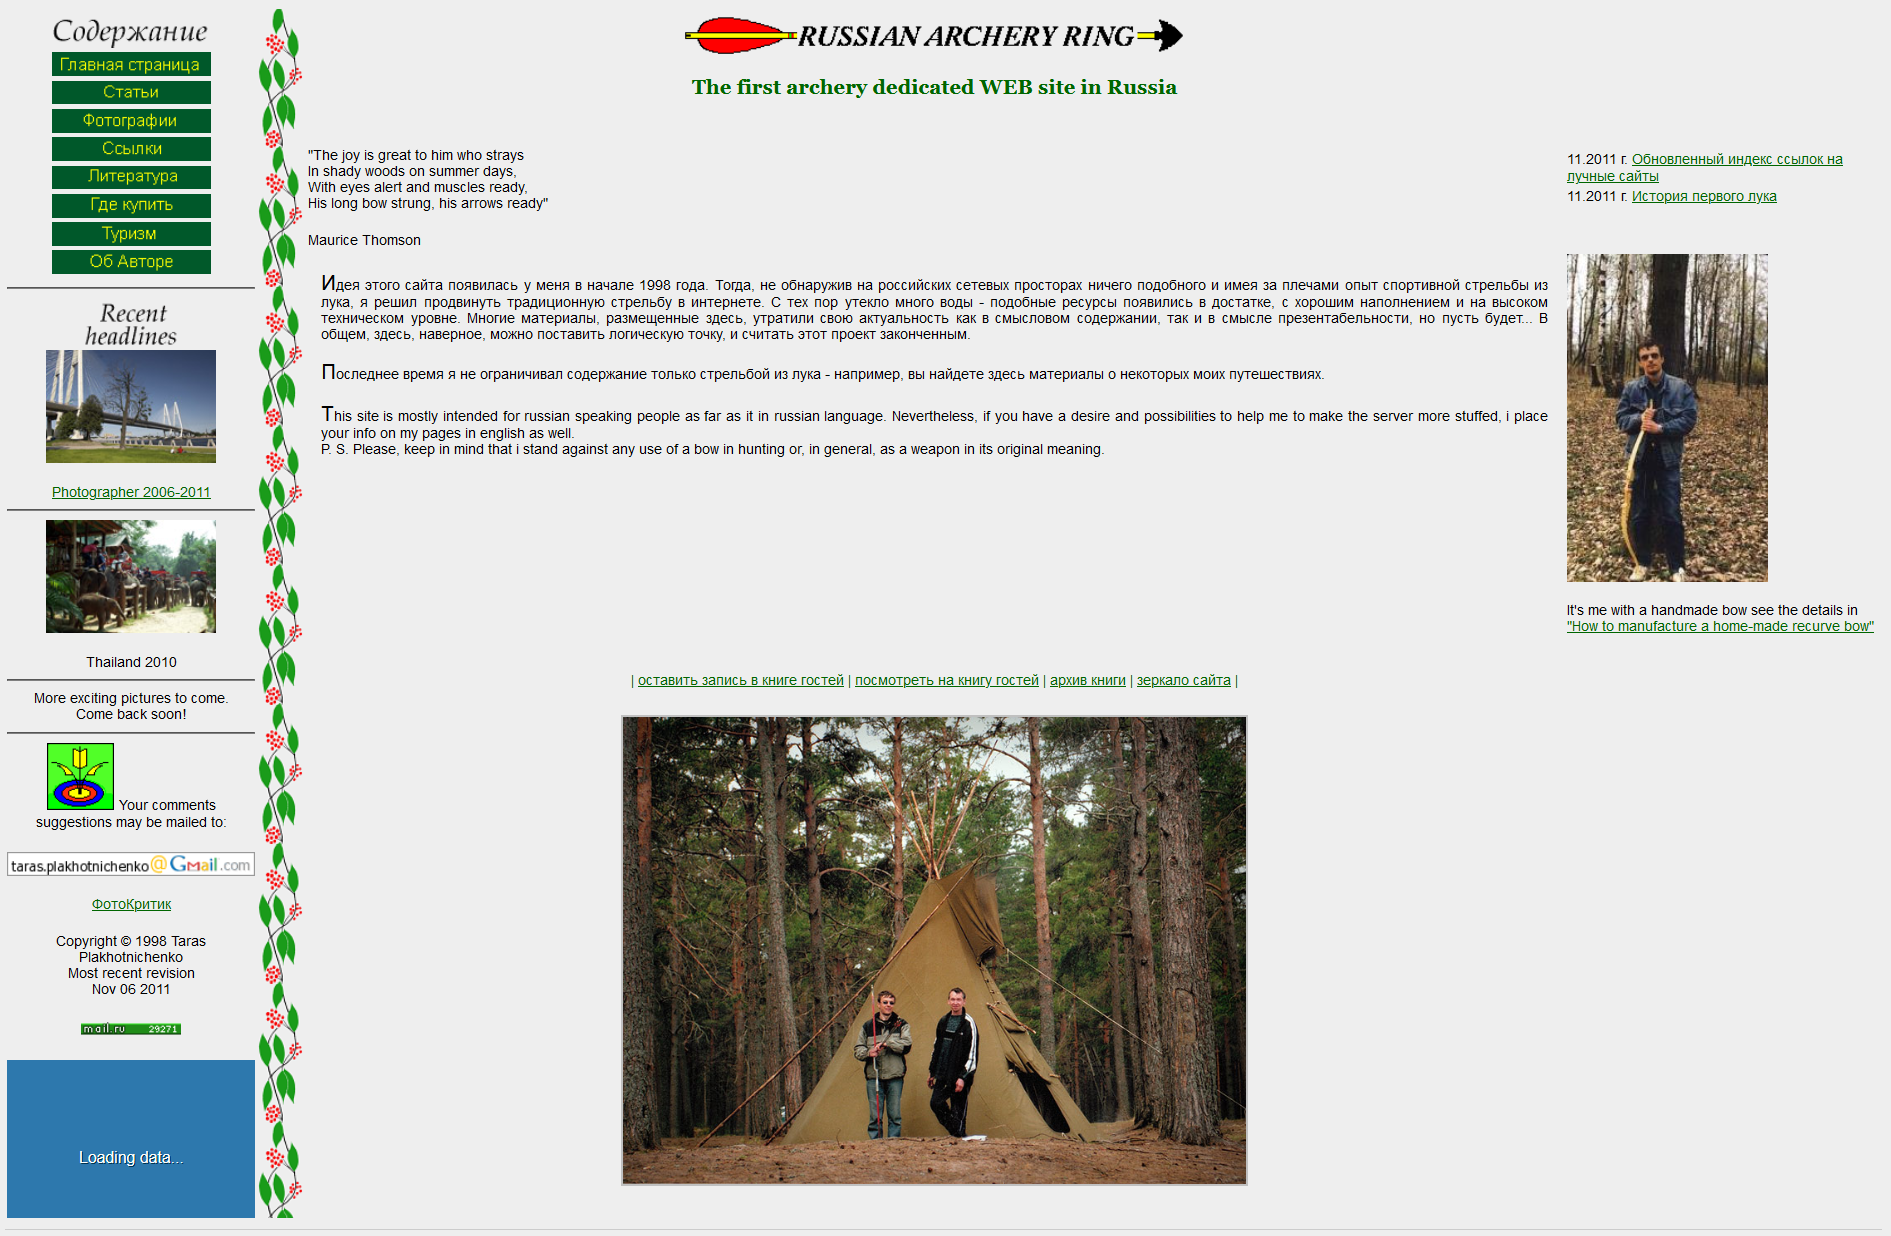 Содержание
Главная страница
Статьи
Фотографии
Ссылки
Литература
Где купить
Туризм
Об Авторе
Recent
headlines
Photographer 2006-2011
Thailand 2010
More exciting pictures to come.
Come back soon!
Your comments
suggestions may be mailed to:
taras.plakhotnichenko@Gmail.com
ФотоКритик
Copyright © 1998 Taras
Plakhotnichenko
Most recent revision
Nov 06 2011
mail.ru 29271
Loading data...
RUSSIAN ARCHERY RING
The first archery dedicated WEB site in Russia
"The joy is great to him who strays
In shady woods on summer days,
With eyes alert and muscles ready,
His long bow strung, his arrows ready"
Maurice Thomson
Идея этого сайта появилась у меня в начале 1998 года. Тогда, не обнаружив на российских сетевых просторах ничего подобного и имея за плечами опыт спортивной стрельбы из
лука, я решил продвинуть традиционную стрельбу в интернете. С тех пор утекло много воды - подобные ресурсы появились в достатке, с хорошим наполнением и на высоком
техническом уровне. Многие материалы, размещенные здесь, утратили свою актуальность как в смысловом содержании, так и в смысле презентабельности, но пусть будет... В
общем, здесь, наверное, можно поставить логическую точку, и считать этот проект законченным.
Последнее время я не ограничивал содержание только стрельбой из лука - например, вы найдете здесь материалы о некоторых моих путешествиях.
This site is mostly intended for russian speaking people as far as it in russian language. Nevertheless, if you have a desire and possibilities to help me to make the server more stuffed, i place
your info on my pages in english as well.
P. S. Please, keep in mind that i stand against any use of a bow in hunting or, in general, as a weapon in its original meaning.
11.2011 г. Обновленный индекс ссылок на
лучные сайты
11.2011 г. История первого лука
It's me with a handmade bow see the details in
"How to manufacture a home-made recurve bow"
| оставить запись в книге гостей | посмотреть на книгу гостей | архив книги | зеркало сайта |